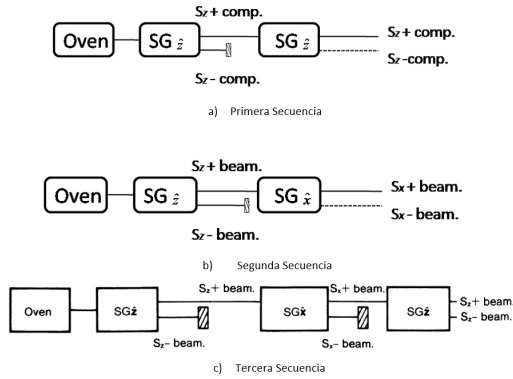 Sz+ comp.
Oven
SG ẑ
SG ẑ
Sz+ comp.
Sz-comp.
Sz- comp.
a) Primera Secuencia
Sz+ beam.
Oven
SG ẑ
SG x̂
Sx+ beam.
Sx- beam.
Sz- beam.
b) Segunda Secuencia
Sz+ beam.
Sx+ beam.
Oven
SGẑ
SGx̂
SGẑ
Sz+ beam
Sz- beam.
Sz- beam.
Sx- beam.
c) Tercera Secuencia